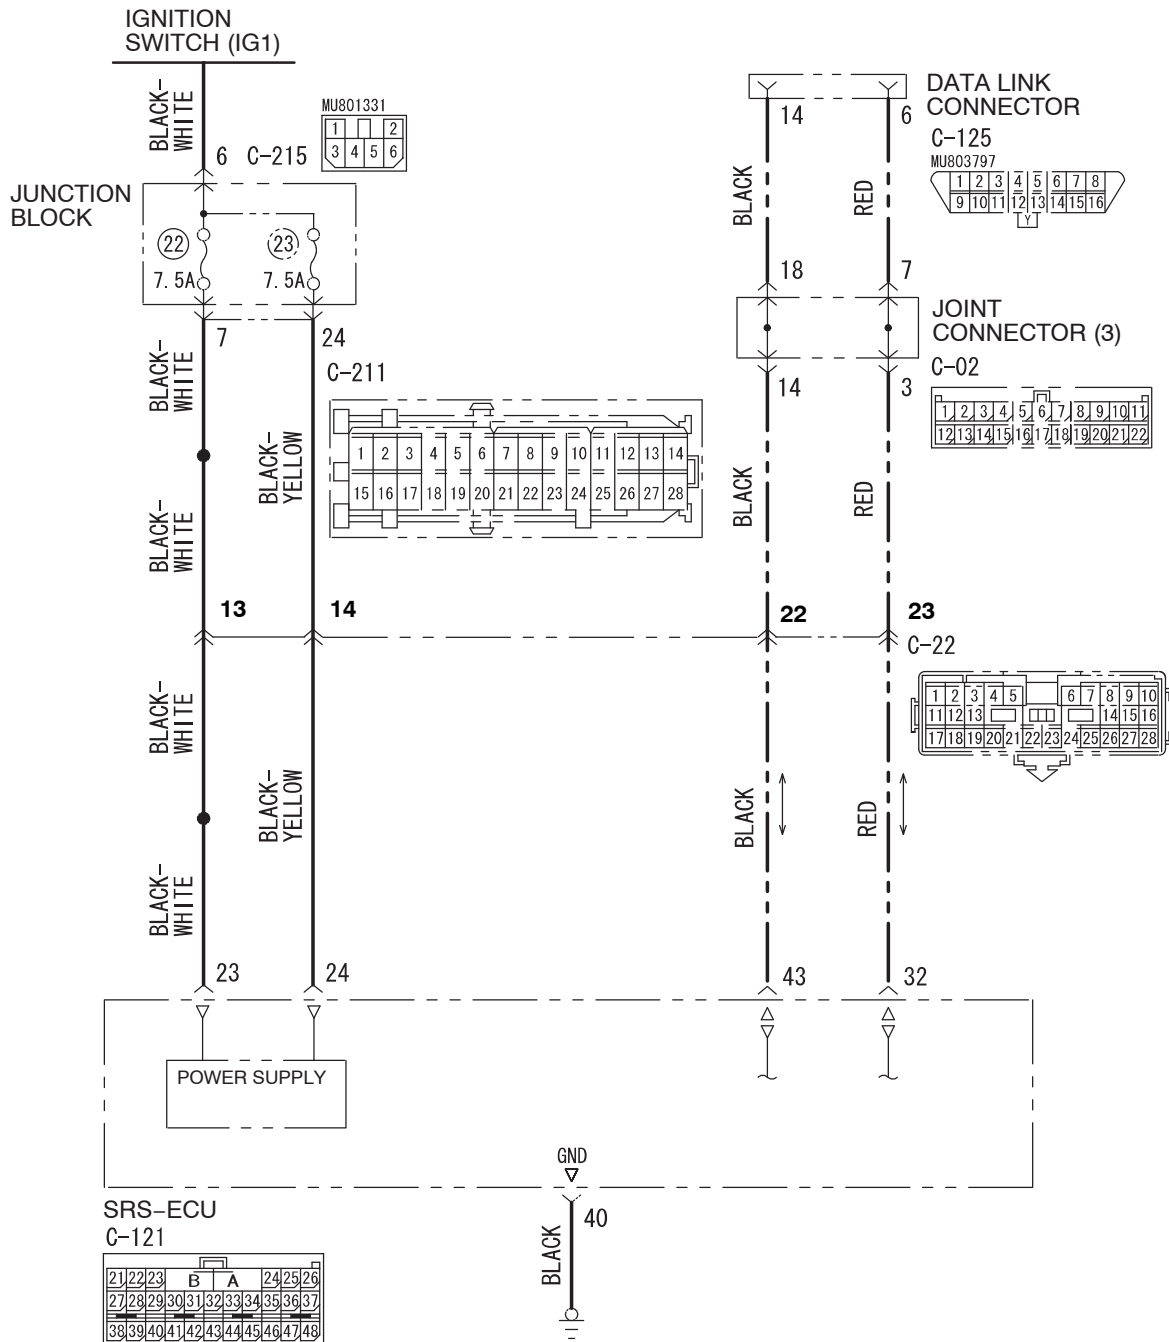 IGNITION
SWITCH (IG1)
BLACK-
WHITE
6 C-215
MU801331
1 2
3 4 5 6
JUNCTION
BLOCK
22
7.5A
23
7.5A
7
24
C-211
1 2 3 4 5 6 7 8 9 10 11 12 13 14
15 16 17 18 19 20 21 22 23 24 25 26 27 28
BLACK-
WHITE
BLACK-
YELLOW
BLACK-
WHITE
14
6
DATA LINK
CONNECTOR
C-125
MU803797
1 2 3 4 5 6 7 8
9 10 11 12 13 14 15 16
Y
BLACK
RED
18
7
JOINT
CONNECTOR (3)
C-02
14
3
1 2 3 4 5 6 7 8 9 10 11
12 13 14 15 16 17 18 19 20 21 22
BLACK
RED
13
14
22
23
C-22
1 2 3 4 5 6 7 8 9 10
11 12 13 14 15 16
17 18 19 20 21 22 23 24 25 26 27 28
BLACK-
WHITE
BLACK-
YELLOW
BLACK
RED
BLACK-
WHITE
23
24
43
32
POWER SUPPLY
GND
40
BLACK
SRS-ECU
C-121
21 22 23 B A 24 25 26
27 28 29 30 31 32 33 34 35 36 37
38 39 40 41 42 43 44 45 46 47 48